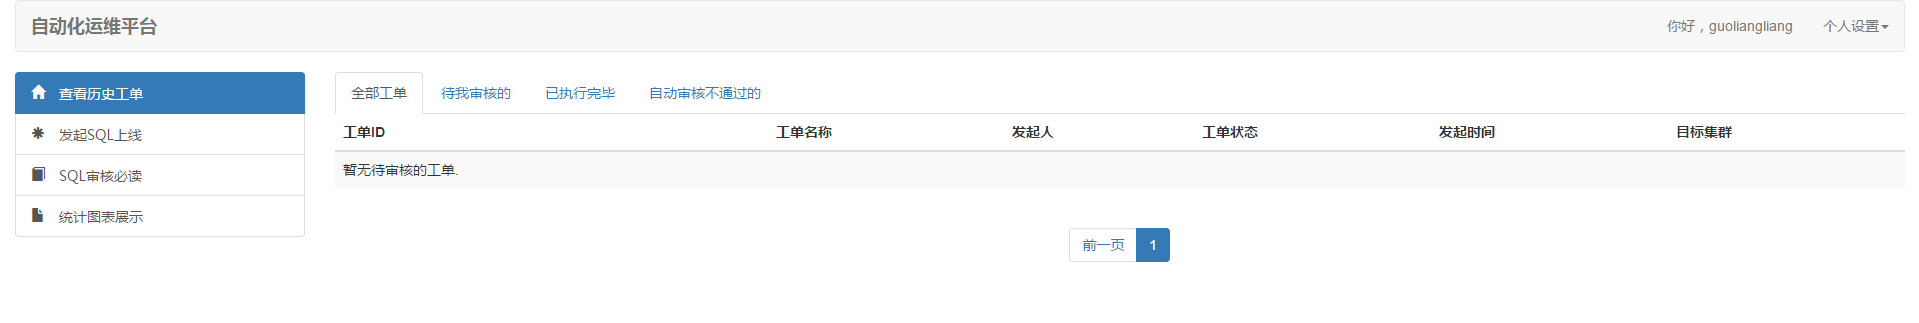 自动化运维平台
你好，guoliangliang 个人设置
查看历史工单
发起SQL上线
SQL审核必读
统计图表展示
全部工单 待我审核的 已执行完毕 自动审核不通过的
工单ID 工单名称 发起人 工单状态 发起时间 目标集群
暂无待审核的工单.
前一页 1